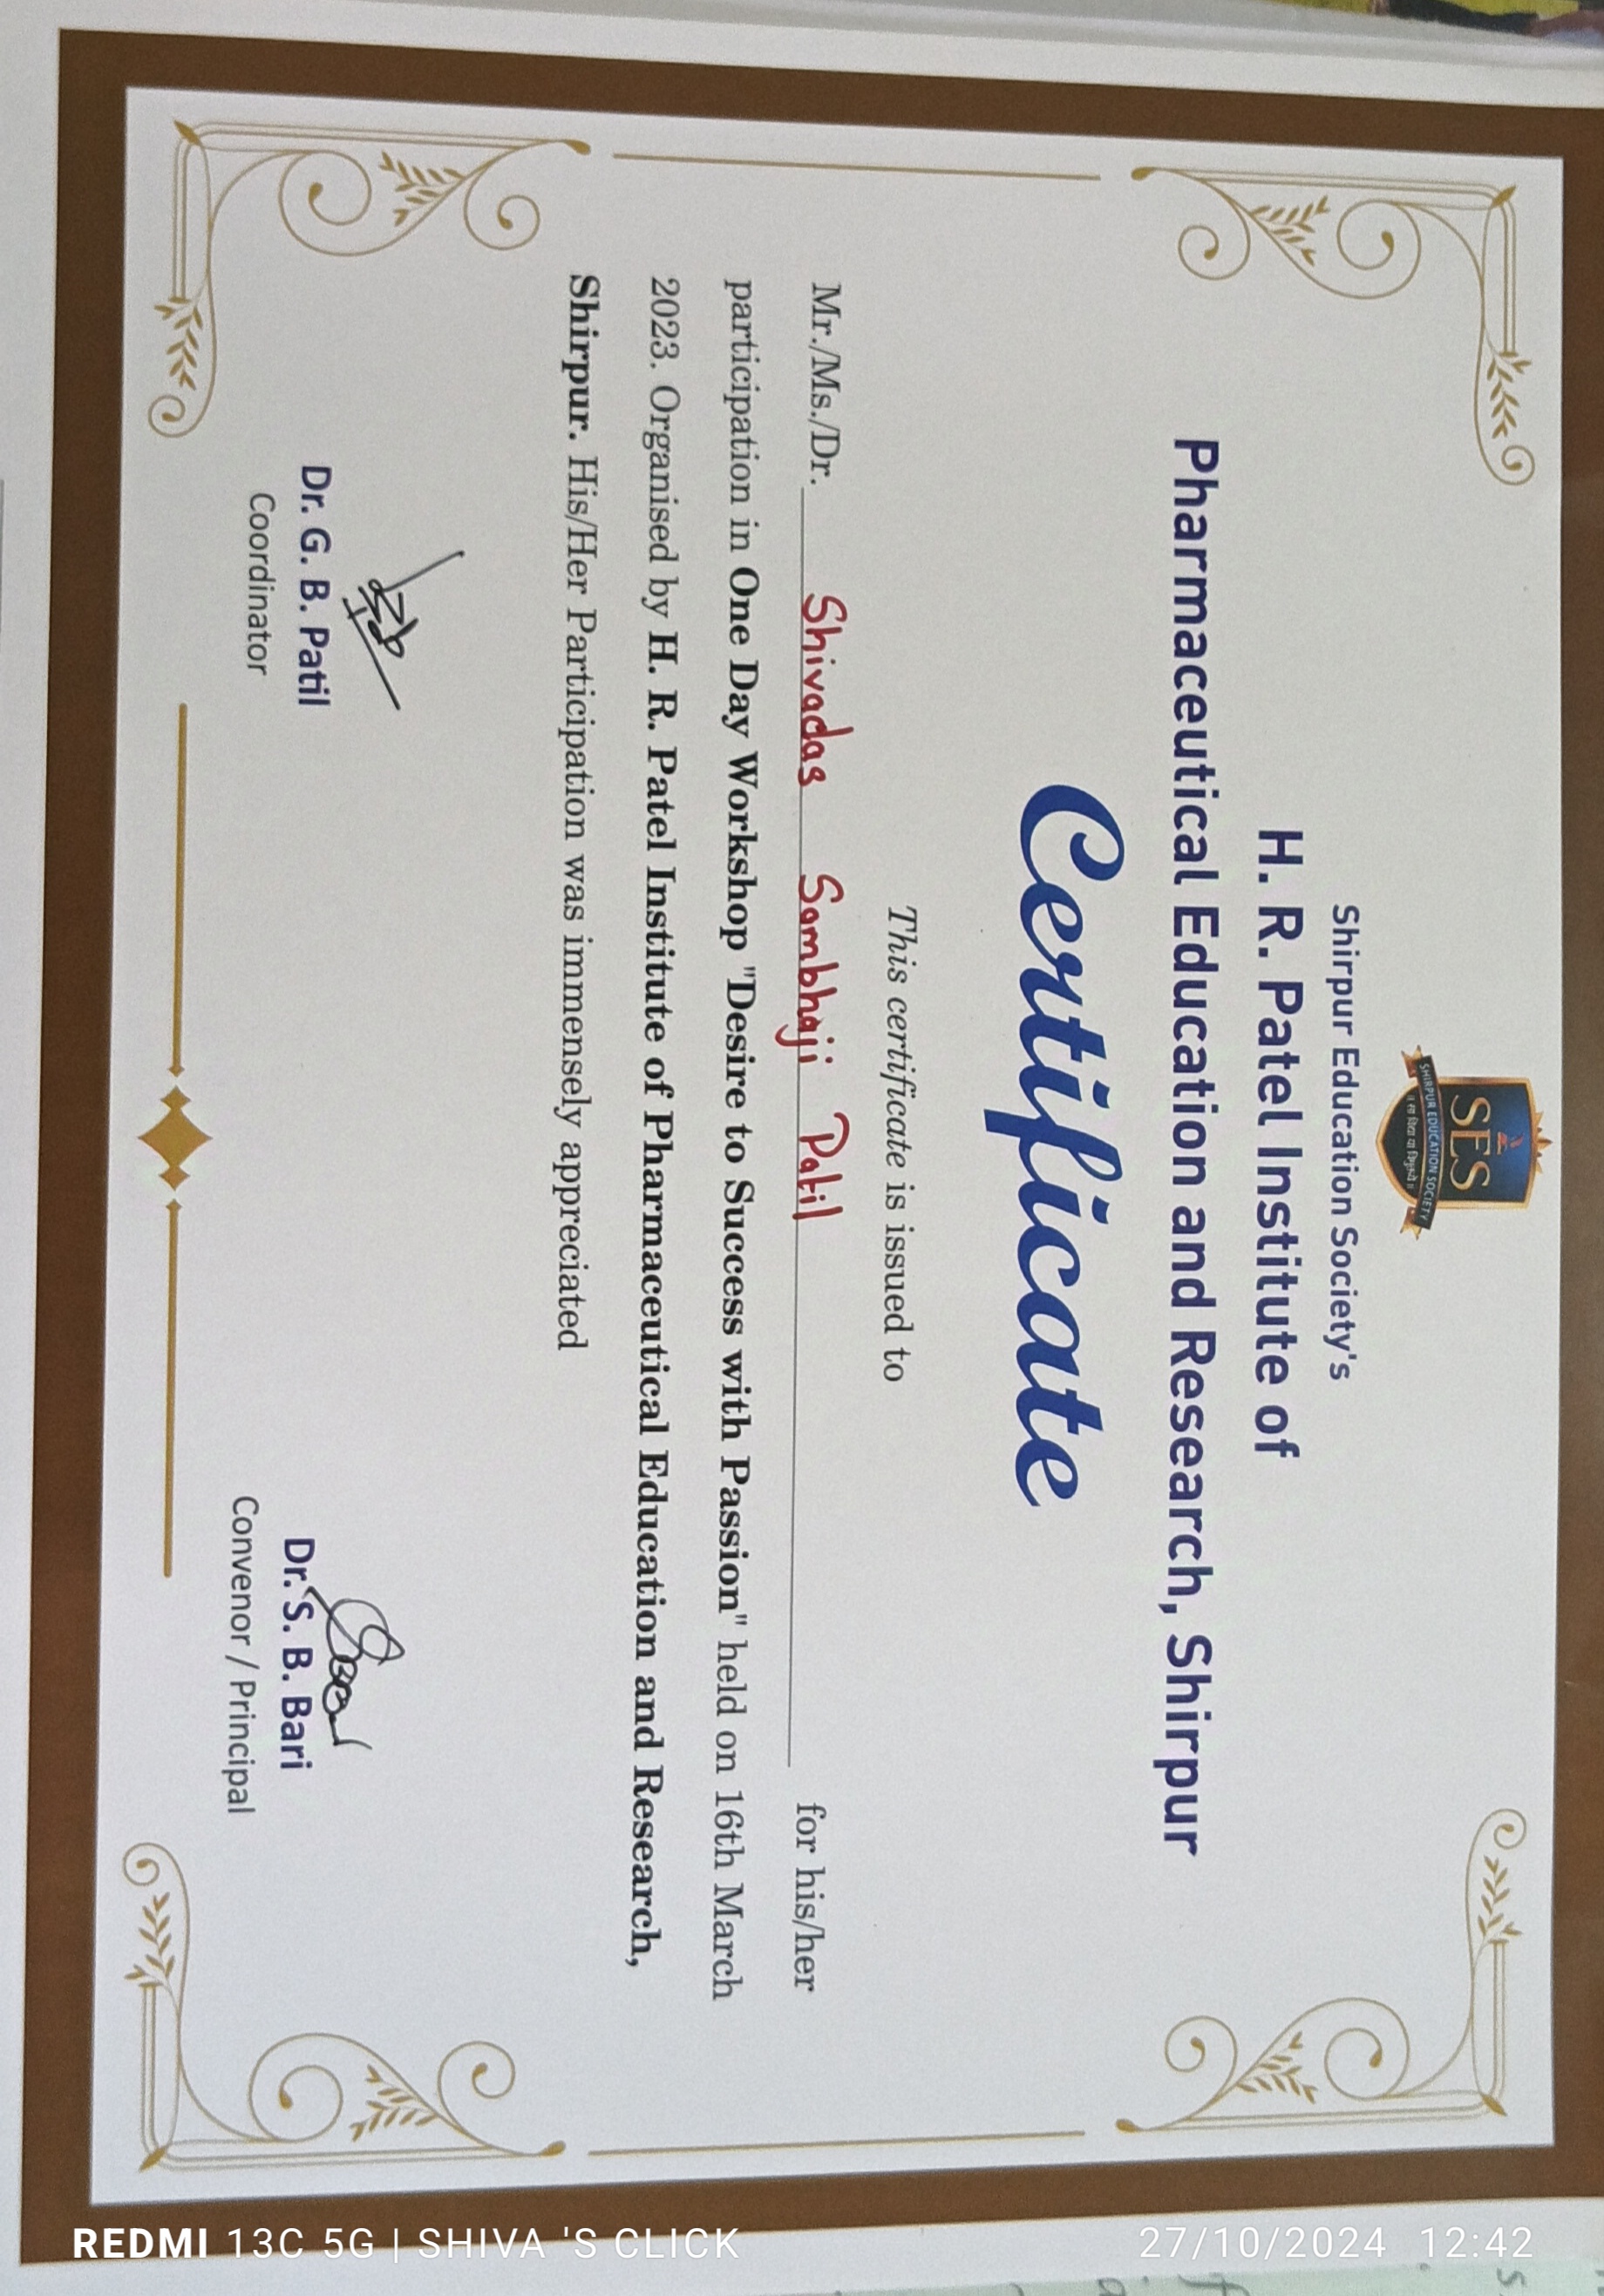 SES
SHIRPUR EDUCATION SOCIETY
॥ सा विद्या या विमुक्तये ॥
Shirpur Education Society's
H. R. Patel Institute of
Pharmaceutical Education and Research, Shirpur
Certificate
This certificate is issued to
Mr./Ms./Dr. Shivadas Sambhaji Patil for his/her
participation in One Day Workshop "Desire to Success with Passion" held on 16th March
2023. Organised by H. R. Patel Institute of Pharmaceutical Education and Research,
Shirpur. His/Her Participation was immensely appreciated
Dr. G. B. Patil
Coordinator
Dr. S. B. Bari
Convenor / Principal
REDMI 13C 5G | SHIVA 'S CLICK 27/10/2024 12:42